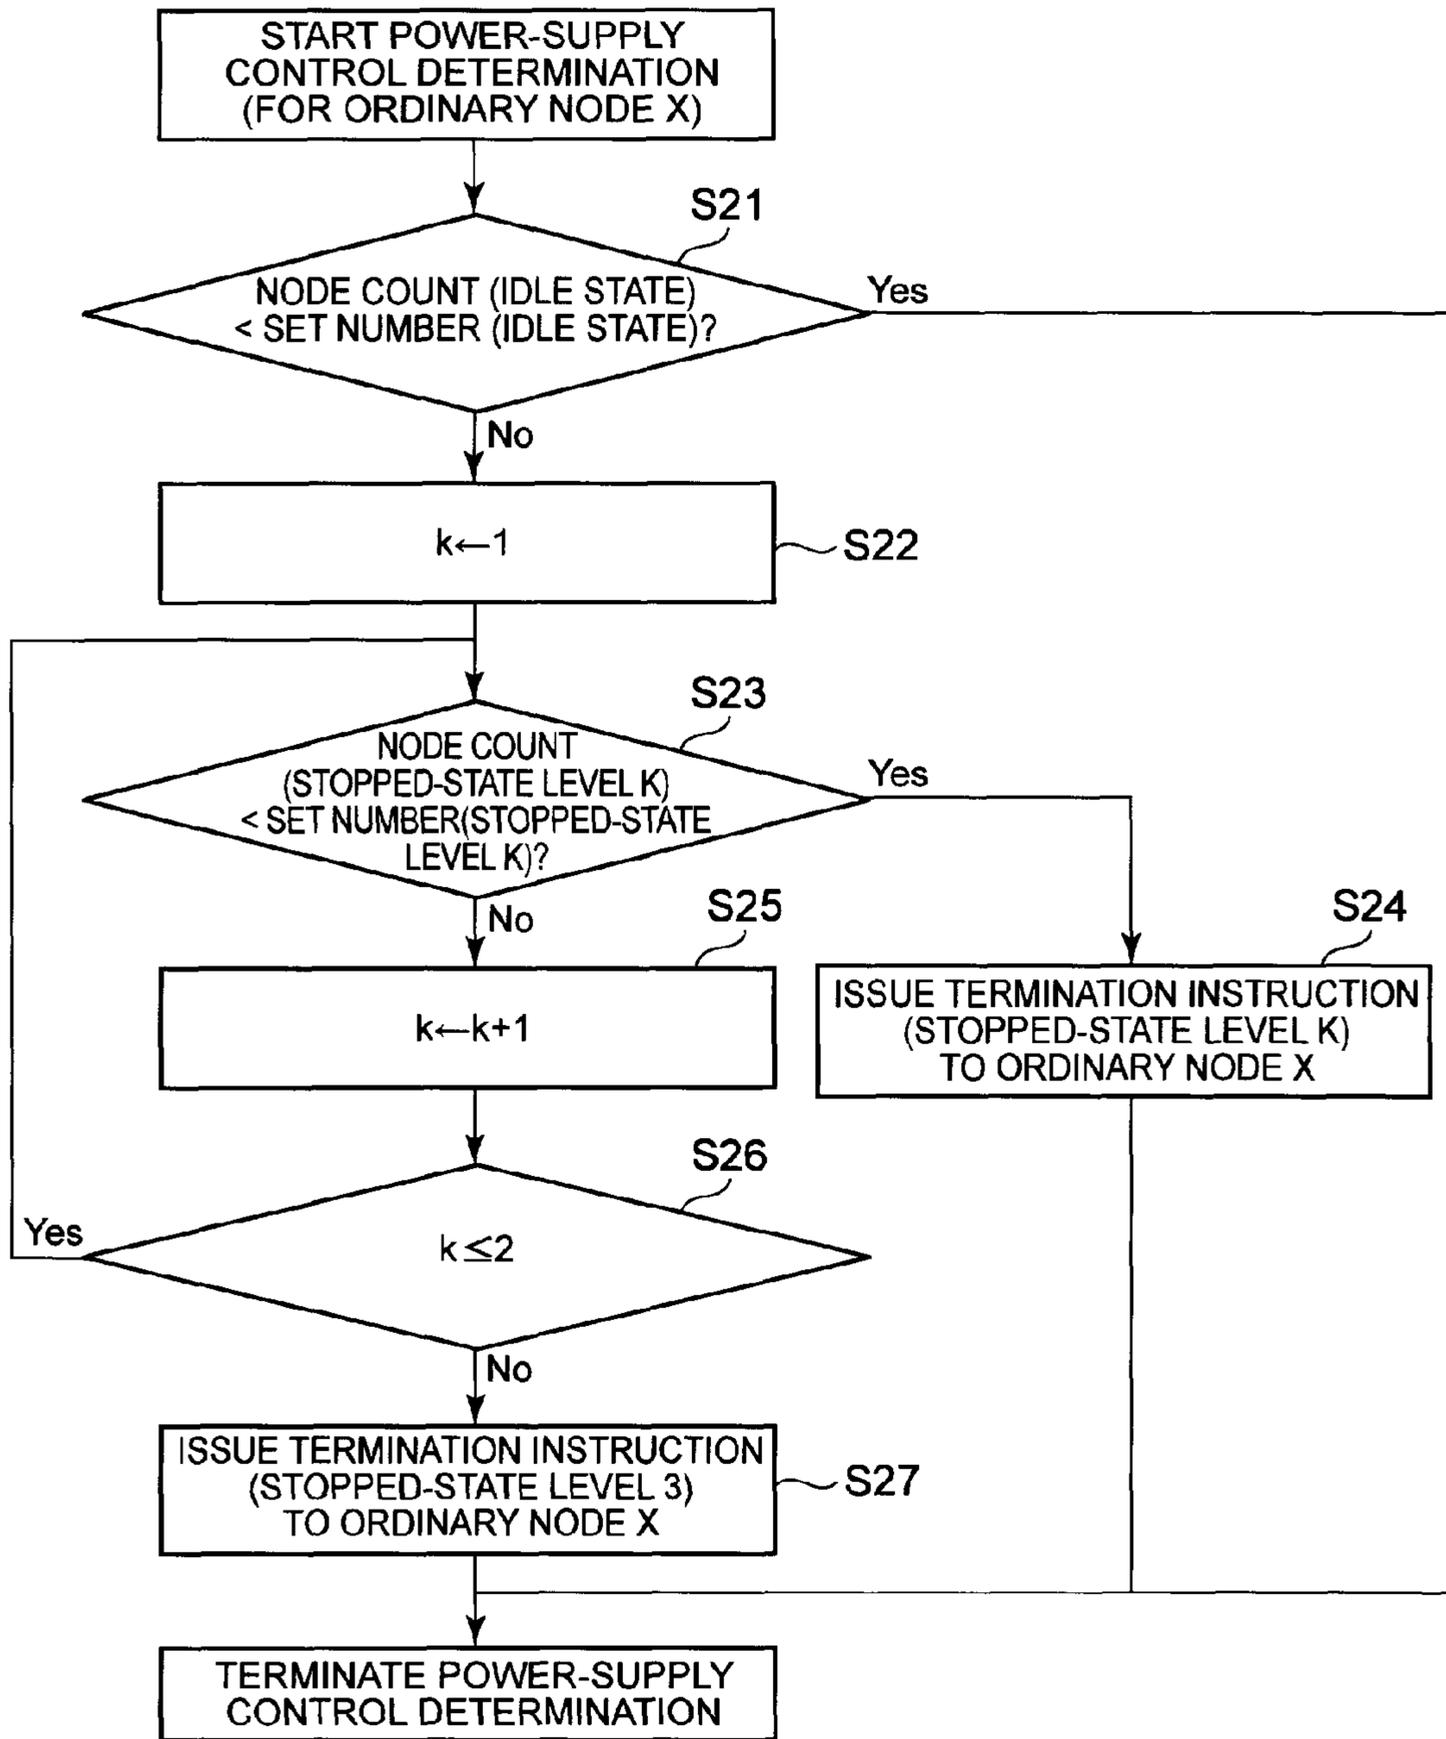 START POWER-SUPPLY
CONTROL DETERMINATION
(FOR ORDINARY NODE X)
S21
NODE COUNT (IDLE STATE)
< SET NUMBER (IDLE STATE)?
Yes
No
k←1
S22
S23
NODE COUNT
(STOPPED-STATE LEVEL K)
< SET NUMBER(STOPPED-STATE
LEVEL K)?
Yes
No
S25
k←k+1
S24
ISSUE TERMINATION INSTRUCTION
(STOPPED-STATE LEVEL K)
TO ORDINARY NODE X
S26
k≦2
Yes
No
ISSUE TERMINATION INSTRUCTION
(STOPPED-STATE LEVEL 3)
TO ORDINARY NODE X
S27
TERMINATE POWER-SUPPLY
CONTROL DETERMINATION